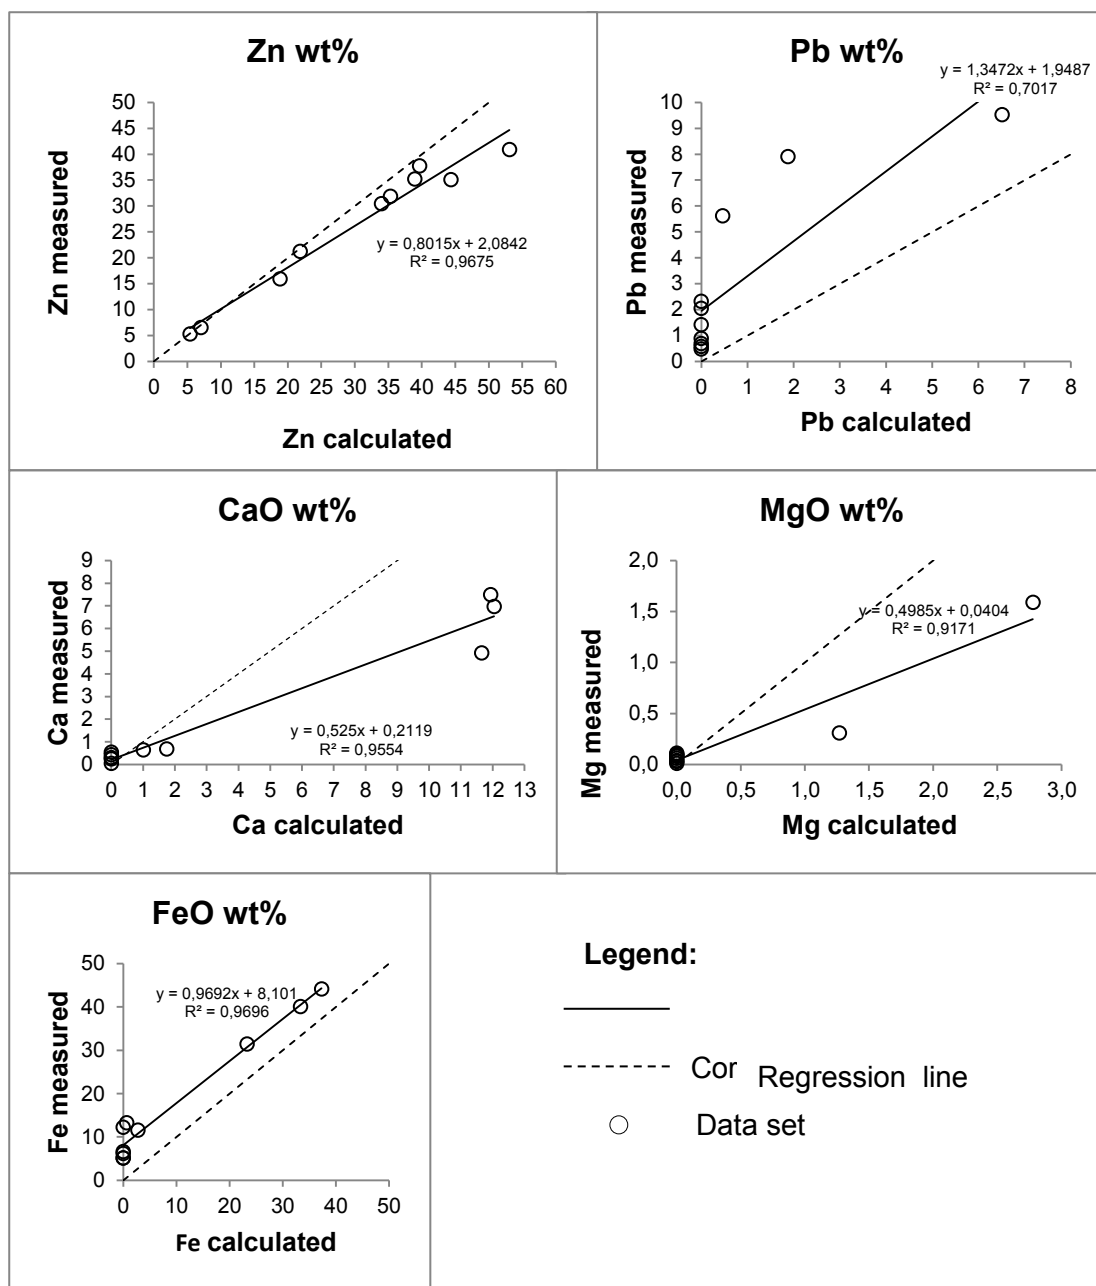 Zn wt%
y = 0,8015x + 2,0842
R² = 0,9675
Zn measured
50
45
40
35
30
25
20
15
10
5
0
0 5 10 15 20 25 30 35 40 45 50 55 60
Zn calculated
Pb wt%
y = 1,3472x + 1,9487
R² = 0,7017
Pb measured
10
9
8
7
6
5
4
3
2
1
0
0 1 2 3 4 5 6 7 8
Pb calculated
CaO wt%
y = 0,525x + 0,2119
R² = 0,9554
Ca measured
9
8
7
6
5
4
3
2
1
0
0 1 2 3 4 5 6 7 8 9 10 11 12 13
Ca calculated
MgO wt%
y = 0,4985x + 0,0404
R² = 0,9171
Mg measured
2,0
1,5
1,0
0,5
0,0
0,0 0,5 1,0 1,5 2,0 2,5 3,0
Mg calculated
FeO wt%
y = 0,9692x + 8,101
R² = 0,9696
Fe measured
50
40
30
20
10
0
0 10 20 30 40 50
Fe calculated
Legend:
Cor Regression line
Data set